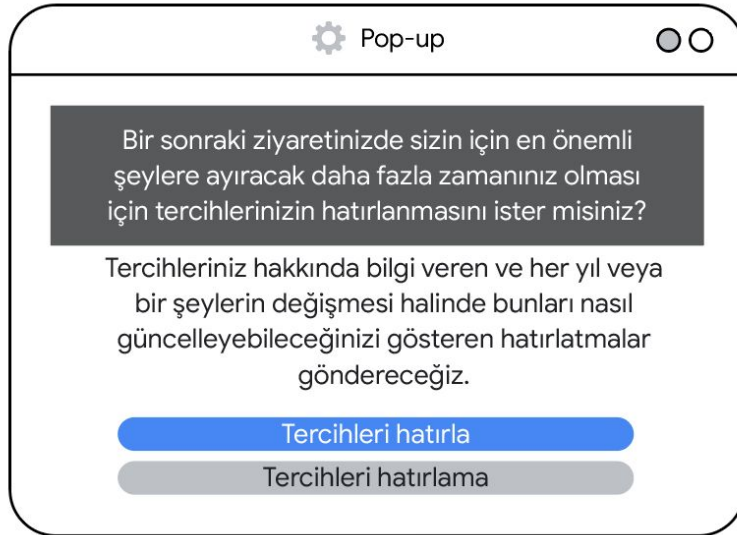 Pop-up
Bir sonraki ziyaretinizde sizin için en önemli
şeylere ayıracak daha fazla zamanınız olması
için tercihlerinizin hatırlanmasını ister misiniz?
Tercihleriniz hakkında bilgi veren ve her yıl veya
bir şeylerin değişmesi halinde bunları nasıl
güncelleyebileceğinizi gösteren hatırlatmalar
göndereceğiz.
Tercihleri hatırla
Tercihleri hatırlama